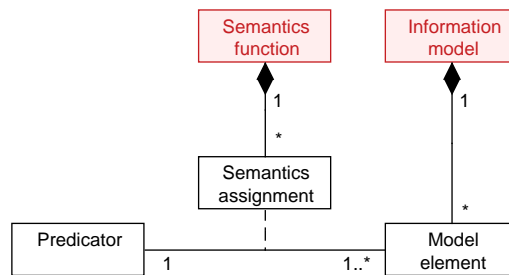 Semantics
function
Information
model
1
1
*
Semantics
assignment
*
Predicator
1
1..*
Model
element